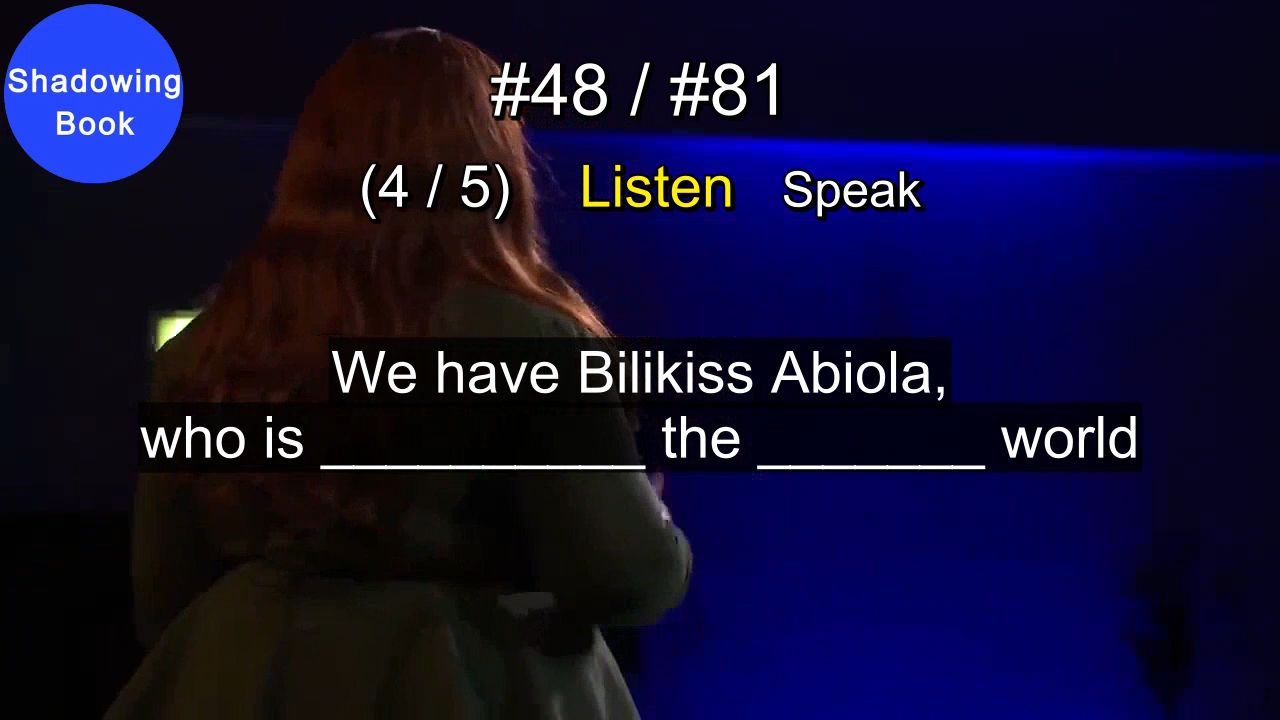 Shadowing
Book
#48 / #81
(4 / 5) Listen Speak
We have Bilikiss Abiola,
who is __________ the _______ world